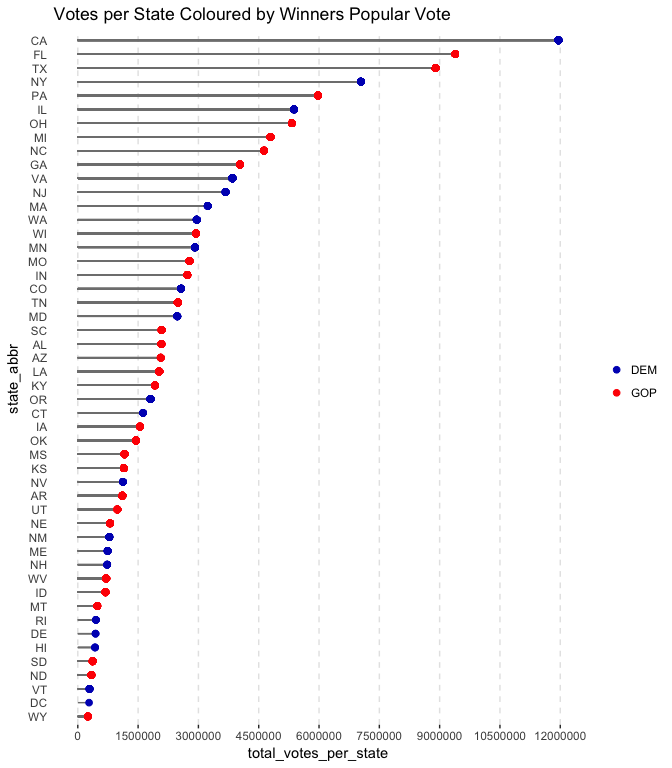 Votes per State Coloured by Winners Popular Vote
CA
FL
TX
NY
PA
IL
OH
MI
NC
GA
VA
NJ
MA
WA
WI
MN
MO
IN
CO
TN
MD
SC
AL
AZ
LA
KY
OR
CT
IA
OK
MS
KS
NV
AR
UT
NE
NM
ME
NH
WV
ID
MT
RI
DE
HI
SD
ND
VT
DC
WY
state_abbr
DEM
GOP
0 1500000 3000000 4500000 6000000 7500000 9000000 10500000 12000000
total_votes_per_state